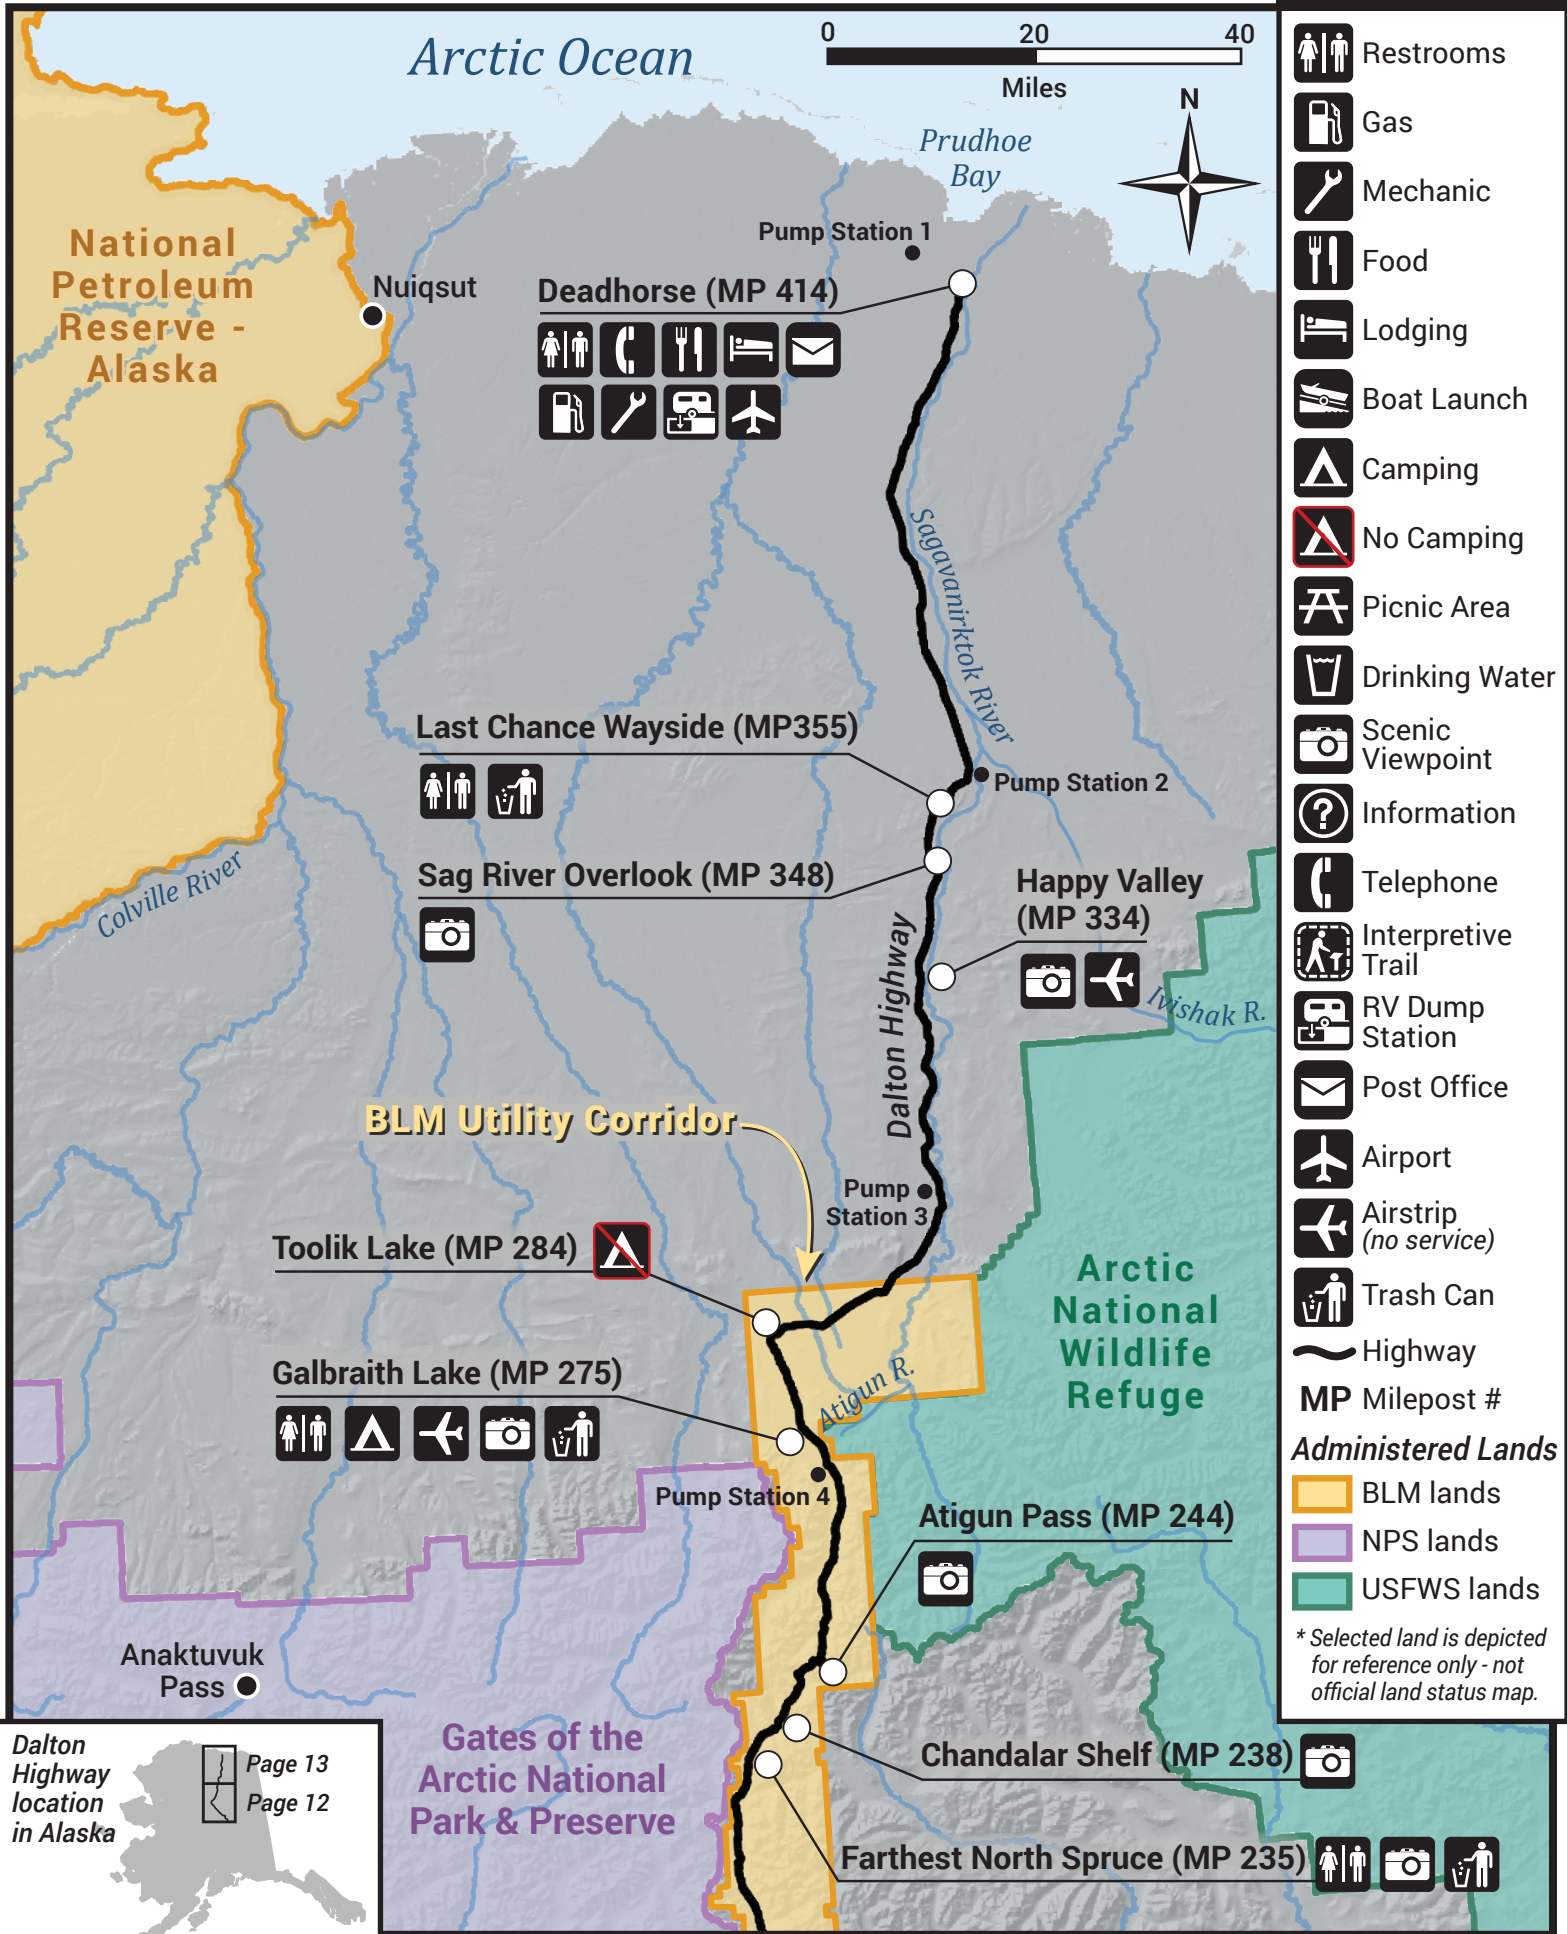 Arctic Ocean
0 20 40
Miles
N
Prudhoe
Bay
Pump Station 1
National
Petroleum
Reserve -
Alaska
Nuiqsut
Deadhorse (MP 414)
Sagavanirktok River
Last Chance Wayside (MP355)
Pump Station 2
Sag River Overlook (MP 348)
Happy Valley
(MP 334)
Colville River
Dalton Highway
Ivishak R.
BLM Utility Corridor
Pump
Station 3
Toolik Lake (MP 284)
Arctic
National
Wildlife
Refuge
Galbraith Lake (MP 275)
Atigun R.
Pump Station 4
Atigun Pass (MP 244)
Anaktuvuk
Pass
Gates of the
Arctic National
Park & Preserve
Chandalar Shelf (MP 238)
Farthest North Spruce (MP 235)
Dalton
Highway
location
in Alaska
Page 13
Page 12
Restrooms
Gas
Mechanic
Food
Lodging
Boat Launch
Camping
No Camping
Picnic Area
Drinking Water
Scenic
Viewpoint
? Information
Telephone
Interpretive
Trail
RV Dump
Station
Post Office
Airport
Airstrip
(no service)
Trash Can
Highway
MP Milepost #
Administered Lands
BLM lands
NPS lands
USFWS lands
* Selected land is depicted
for reference only - not
official land status map.